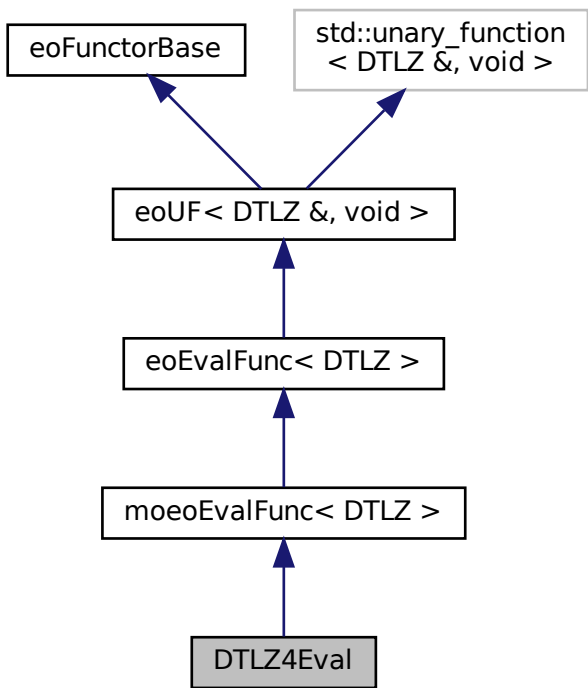 eoFunctorBase
std::unary_function
< DTLZ &, void >
eoUF< DTLZ &, void >
eoEvalFunc< DTLZ >
moeoEvalFunc< DTLZ >
DTLZ4Eval